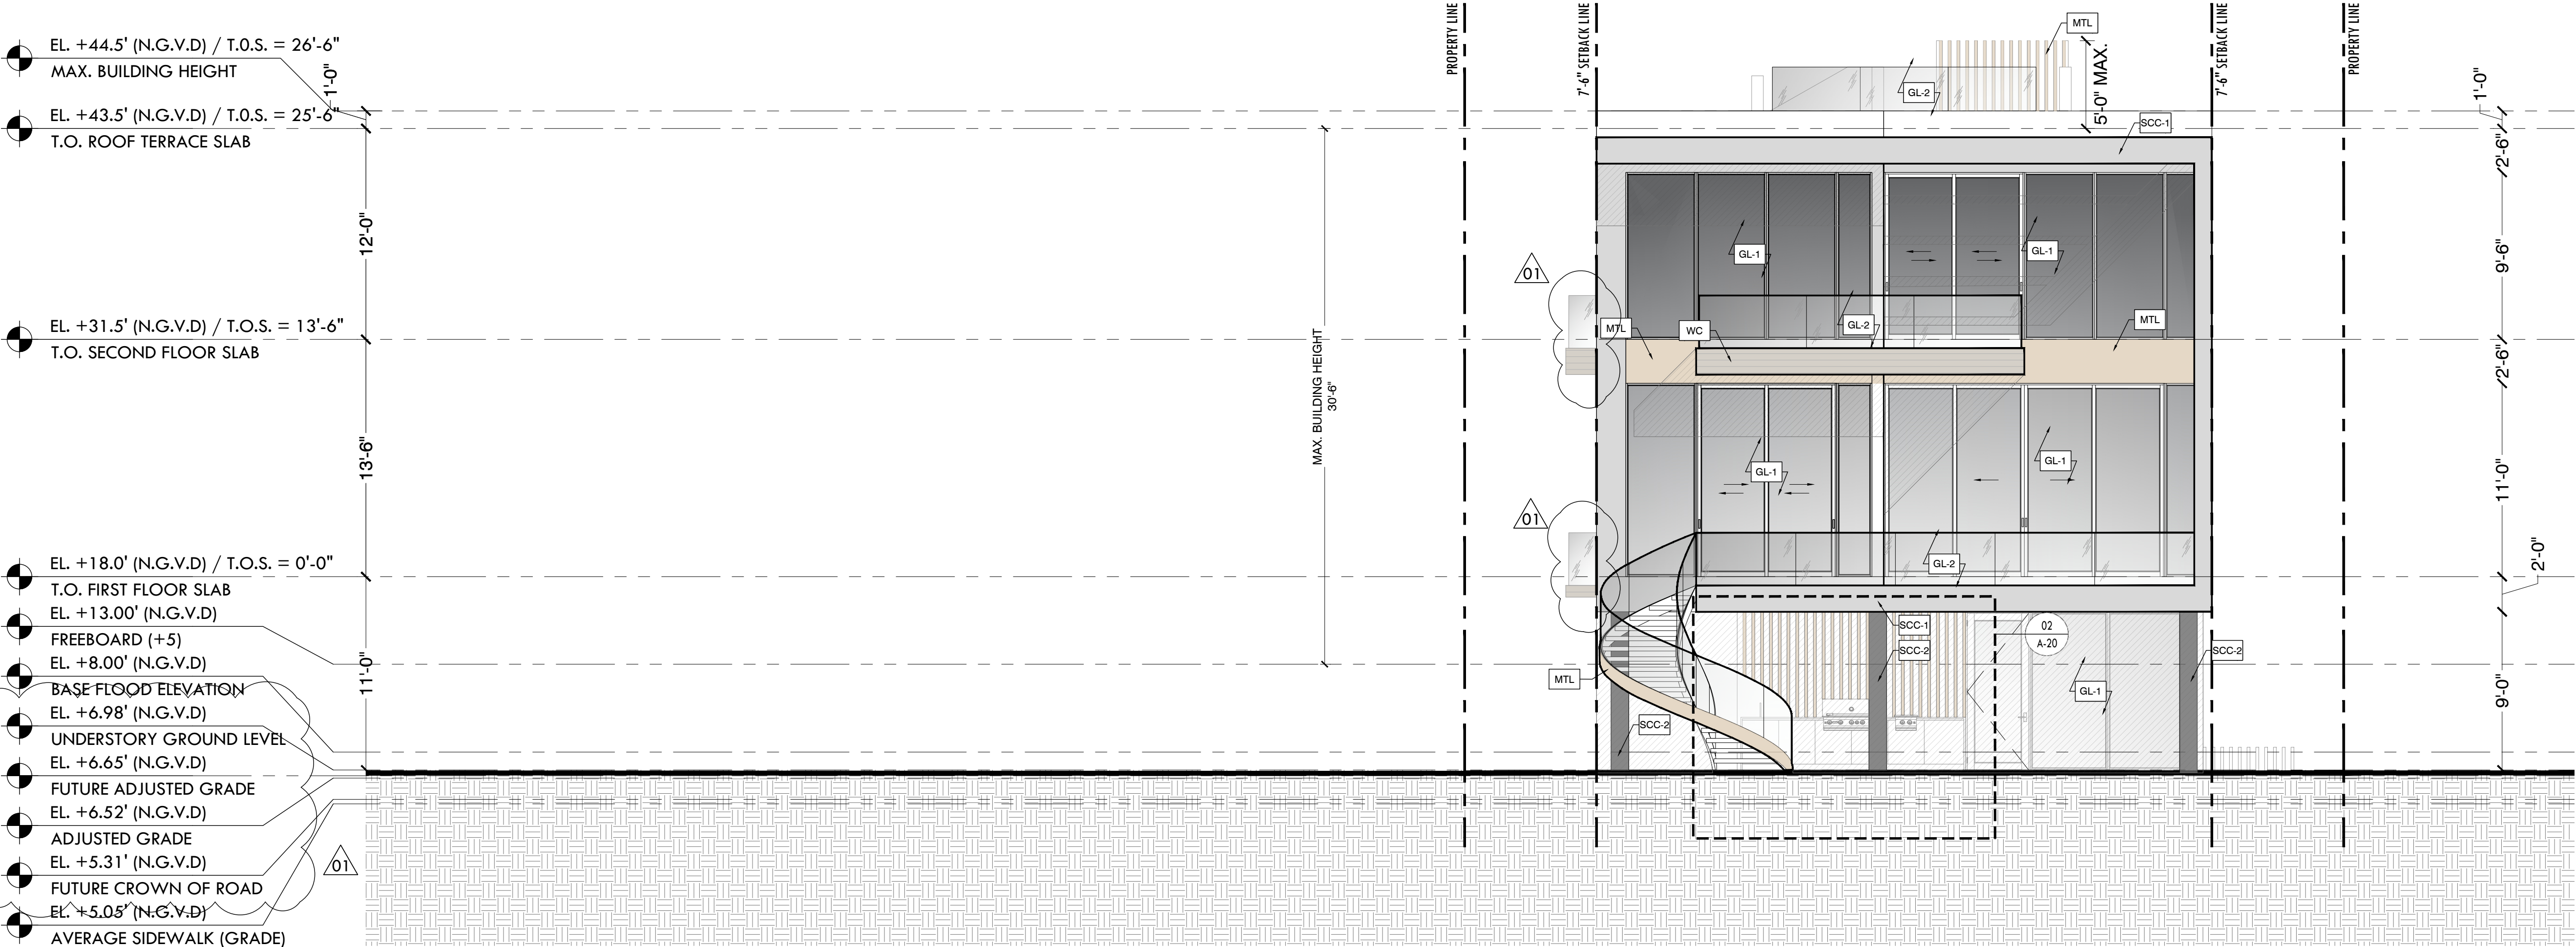 EL. +44.5' (N.G.V.D) / T.0.S. = 26'-6"
MAX. BUILDING HEIGHT
EL. +43.5' (N.G.V.D) / T.0.S. = 25'-6"
T.O. ROOF TERRACE SLAB
EL. +31.5' (N.G.V.D) / T.O.S. = 13'-6"
T.O. SECOND FLOOR SLAB
EL. +18.0' (N.G.V.D) / T.O.S. = 0'-0"
T.O. FIRST FLOOR SLAB
EL. +13.00' (N.G.V.D)
FREEBOARD (+5)
EL. +8.00' (N.G.V.D)
BASE FLOOD ELEVATION
EL. +6.98' (N.G.V.D)
UNDERSTORY GROUND LEVEL
EL. +6.65' (N.G.V.D)
FUTURE ADJUSTED GRADE
EL. +6.52' (N.G.V.D)
ADJUSTED GRADE
EL. +5.31' (N.G.V.D)
FUTURE CROWN OF ROAD
EL. +5.05' (N.G.V.D)
AVERAGE SIDEWALK (GRADE)
01
1'-0"
12'-0"
13'-6"
11'-0"
MAX. BUILDING HEIGHT
30'-6"
PROPERTY LINE
7'-6" SETBACK LINE
01
01
MTL
GL-2
5'-0" MAX.
SCC-1
GL-1
GL-1
MTL
WC
GL-2
MTL
GL-1
GL-1
GL-2
SCC-1
SCC-2
02
A-20
SCC-2
MTL
SCC-2
GL-1
7'-6" SETBACK LINE
PROPERTY LINE
1'-0"
2'-6"
9'-6"
2'-6"
11'-0"
2'-0"
9'-0"